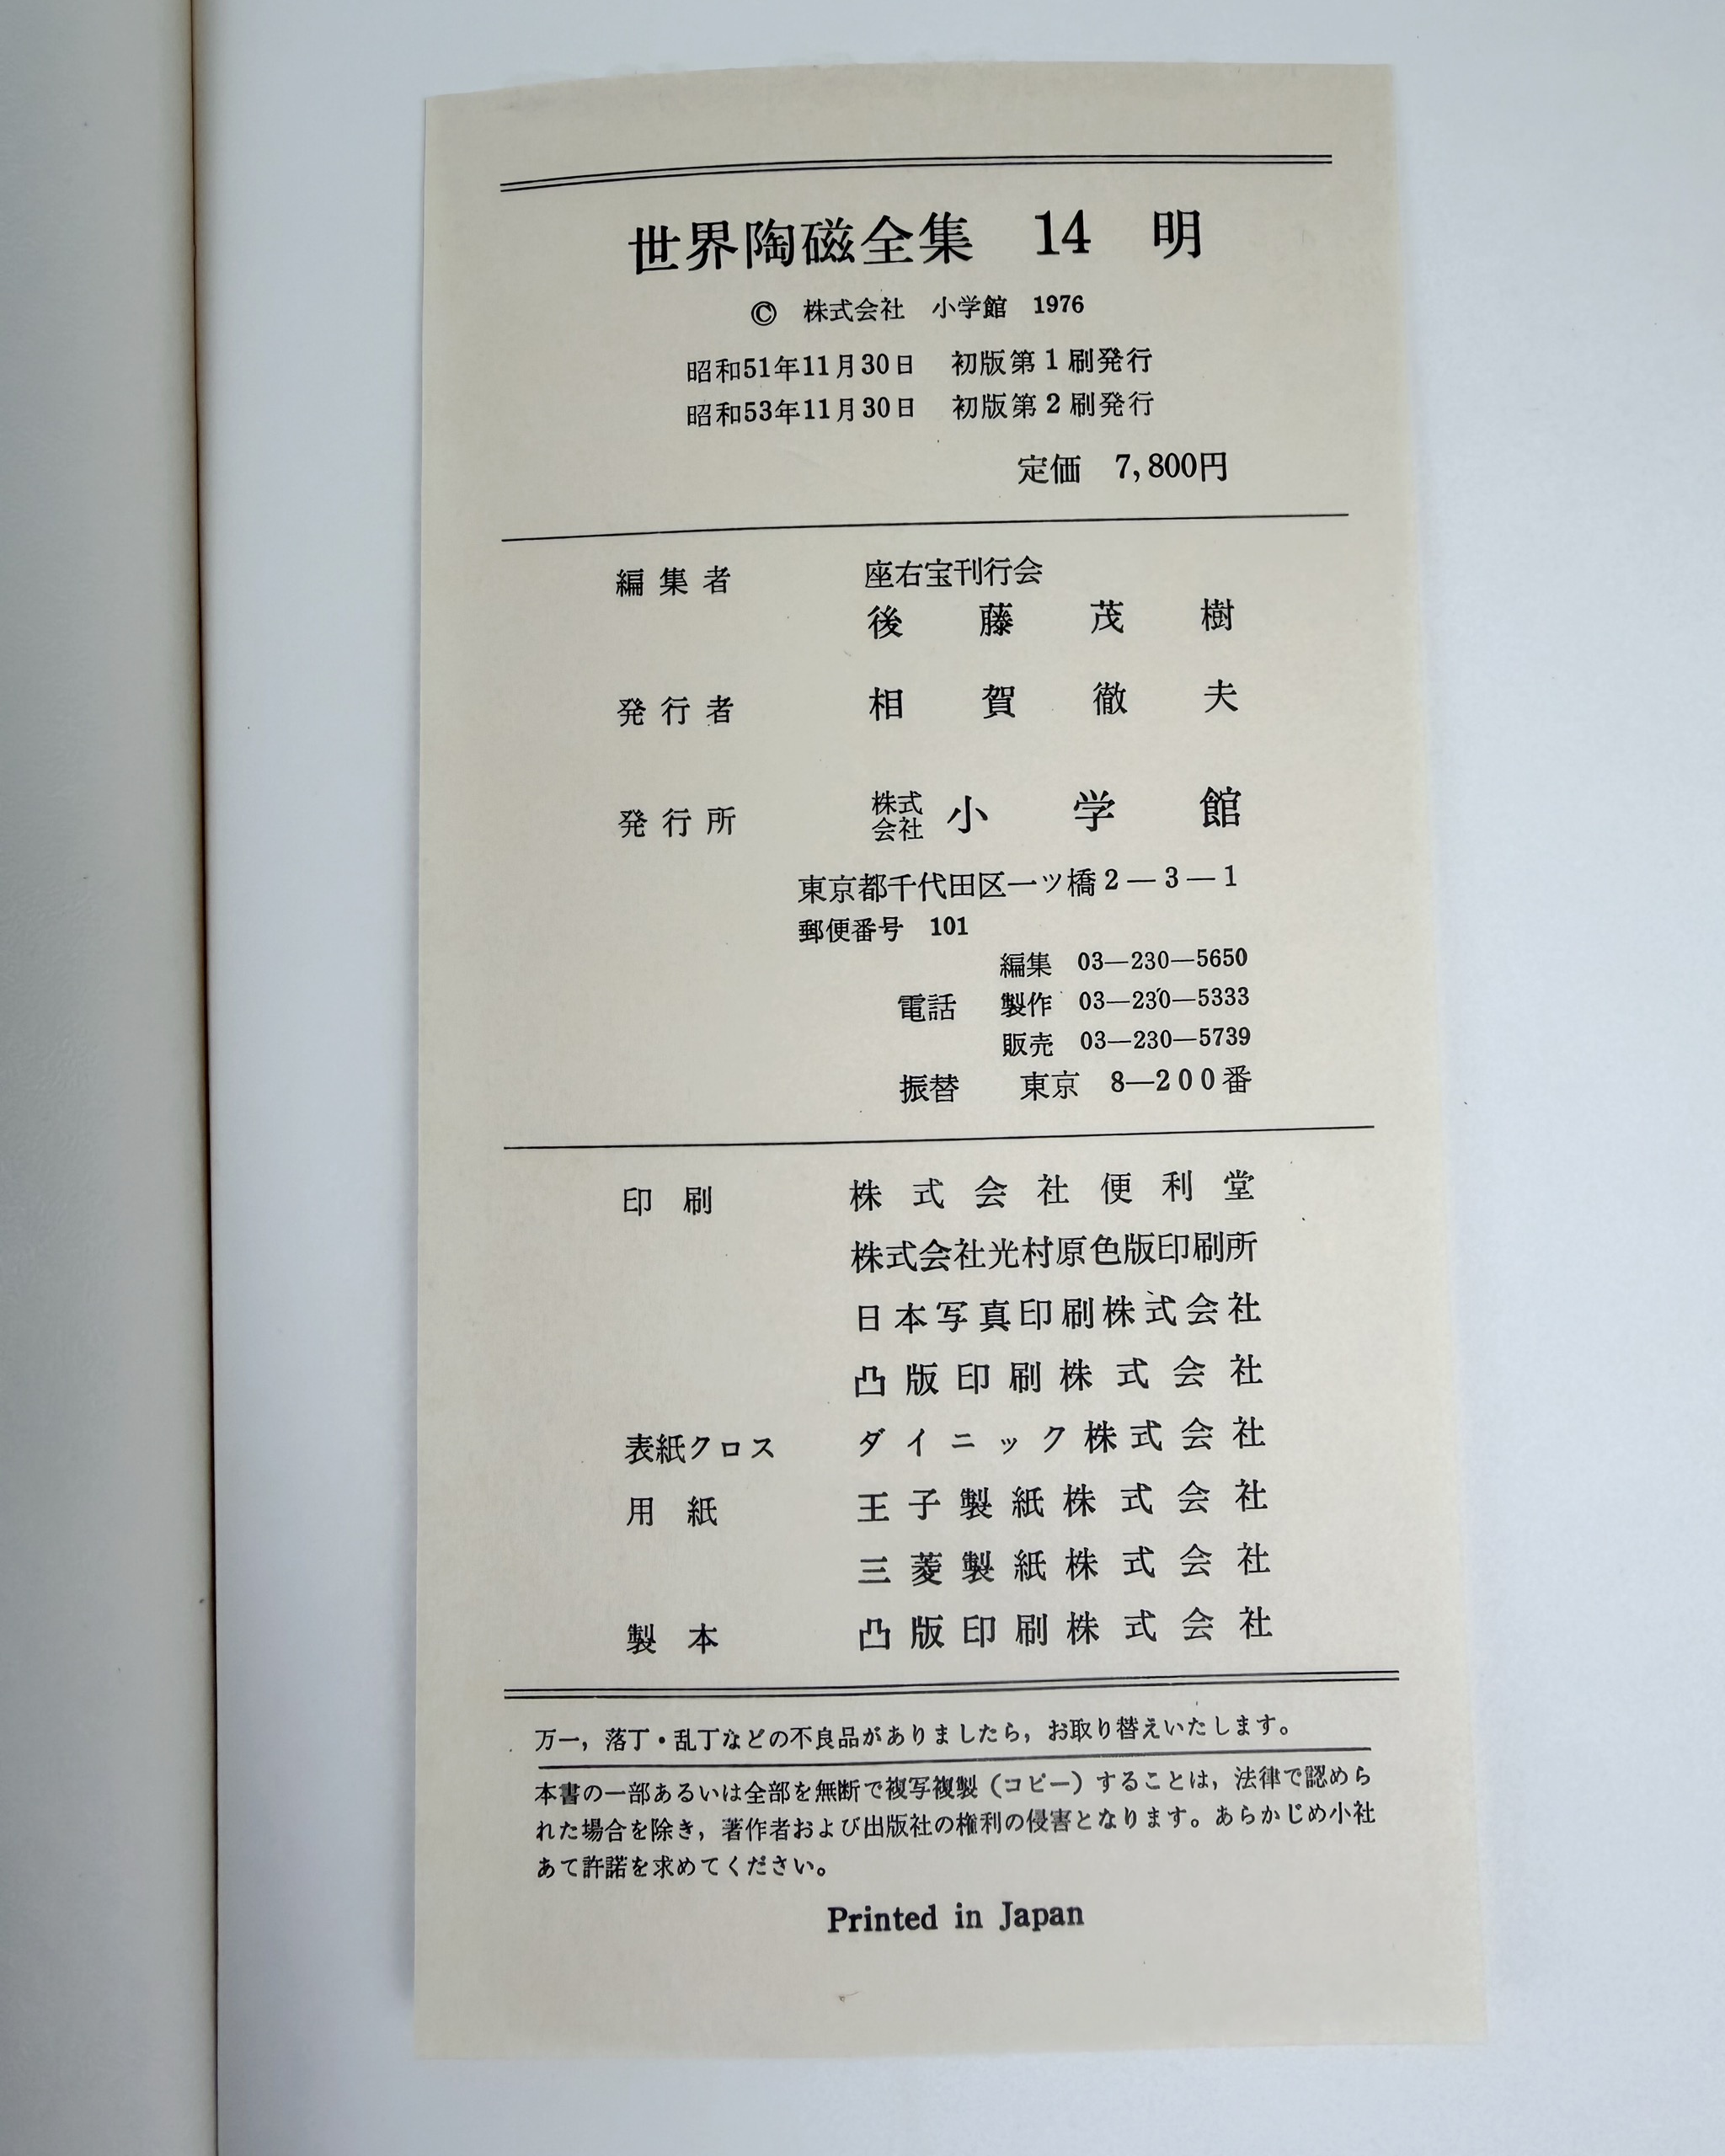 世界陶磁全集　14　明
© 株式会社　小学館　1976
昭和51年11月30日　初版第1刷発行
昭和53年11月30日　初版第2刷発行
定価　7,800円
編集者　座右宝刊行会
後藤茂樹
発行者　相賀徹夫
発行所　株式会社 小学館
東京都千代田区一ツ橋2―3―1
郵便番号　101
編集　03―230―5650
電話　製作　03―230―5333
販売　03―230―5739
振替　東京　8―200番
印刷　株式会社便利堂
株式会社光村原色版印刷所
日本写真印刷株式会社
凸版印刷株式会社
表紙クロス　ダイニック株式会社
用紙　王子製紙株式会社
三菱製紙株式会社
製本　凸版印刷株式会社
万一，落丁・乱丁などの不良品がありましたら，お取り替えいたします。
本書の一部あるいは全部を無断で複写複製（コピー）することは，法律で認めら
れた場合を除き，著作者および出版社の権利の侵害となります。あらかじめ小社
あて許諾を求めてください。
Printed in Japan